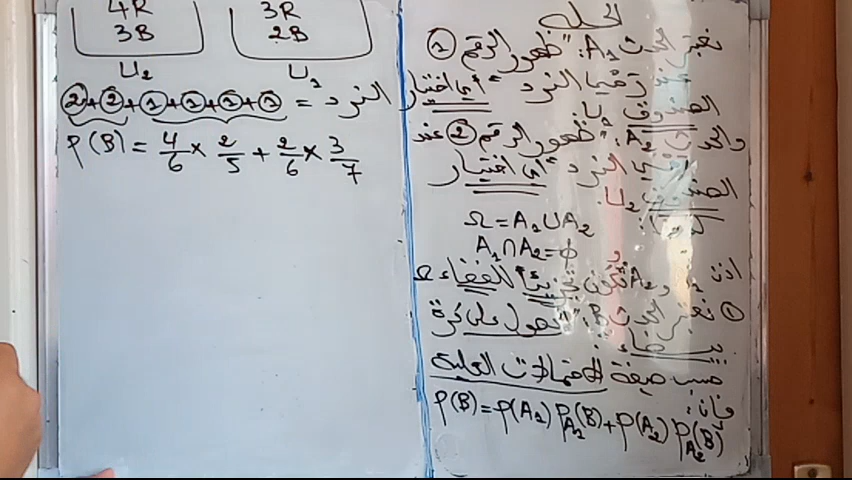 الحل
نعتبر الحدث A₁: "ظهور الرقم ①
عند رمي النرد" أي اختيار
الصندوق U₁
والحدث A₂: "ظهور الرقم ② عند
رمي النرد" أي اختيار
الصندوق U₂.
لدينا:
Ω = A₁ ∪ A₂
و A₁ ∩ A₂ = ϕ
اذن A₁ و A₂ تكون تجزيئا للفضاء Ω
① نعتبر الحدث B: "الحصول على كرة
بيضاء":
حسب صيغة الاحتمالات الكلية
فإن:
P(B) = P(A₁) P_A₁(B) + P(A₂) P_A₂(B)
4R 3R
3B 2B
U₂ U₁
②+②+①+①+①+① = النرد
P(B) = 4/6 × 2/5 + 2/6 × 3/7